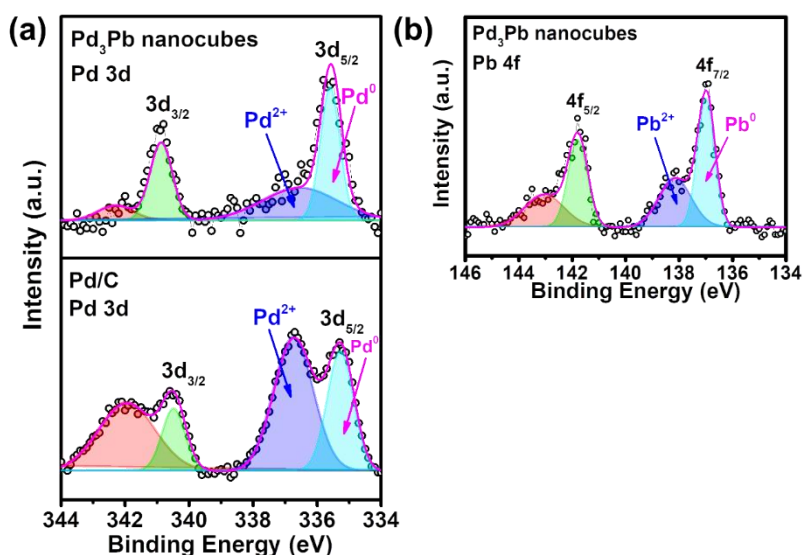 (a)
Pd₃Pb nanocubes
Pd 3d
3d₃/₂
3d₅/₂
Pd²⁺
Pd⁰
Pd/C
Pd 3d
3d₃/₂
Pd²⁺
3d₅/₂
Pd⁰
Intensity (a.u.)
344 342 340 338 336 334
Binding Energy (eV)
(b)
Pd₃Pb nanocubes
Pb 4f
4f₅/₂
4f₇/₂
Pb²⁺
Pb⁰
Intensity (a.u.)
146 144 142 140 138 136 134
Binding Energy (eV)